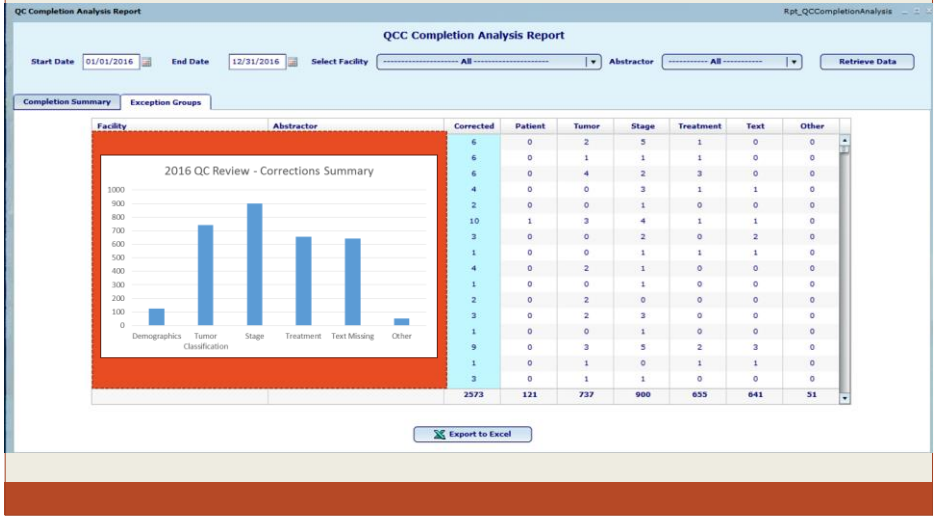 QC Completion Analysis Report Rpt_QCCompletionAnalysis
QCC Completion Analysis Report
Start Date 01/01/2016 End Date 12/31/2016 Select Facility ---------------------- All ---------------------- Abstractor ----------- All ----------- Retrieve Data
Completion Summary Exception Groups
Facility Abstractor Corrected Patient Tumor Stage Treatment Text Other
6 0 2 5 1 0 0
6 0 1 1 1 0 0
6 0 4 2 3 0 0
4 0 0 3 1 1 0
2 0 0 1 0 0 0
10 1 3 4 1 1 0
3 0 0 2 0 2 0
1 0 0 1 1 1 0
4 0 2 1 0 0 0
1 0 0 1 0 0 0
2 0 2 0 0 0 0
3 0 2 3 0 0 0
1 0 0 1 0 0 0
9 0 3 5 2 3 0
1 0 1 0 1 1 0
3 0 1 1 0 0 0
2573 121 737 900 655 641 51
2016 QC Review - Corrections Summary
1000
900
800
700
600
500
400
300
200
100
0
Demographics Tumor Stage Treatment Text Missing Other
Classification
Export to Excel